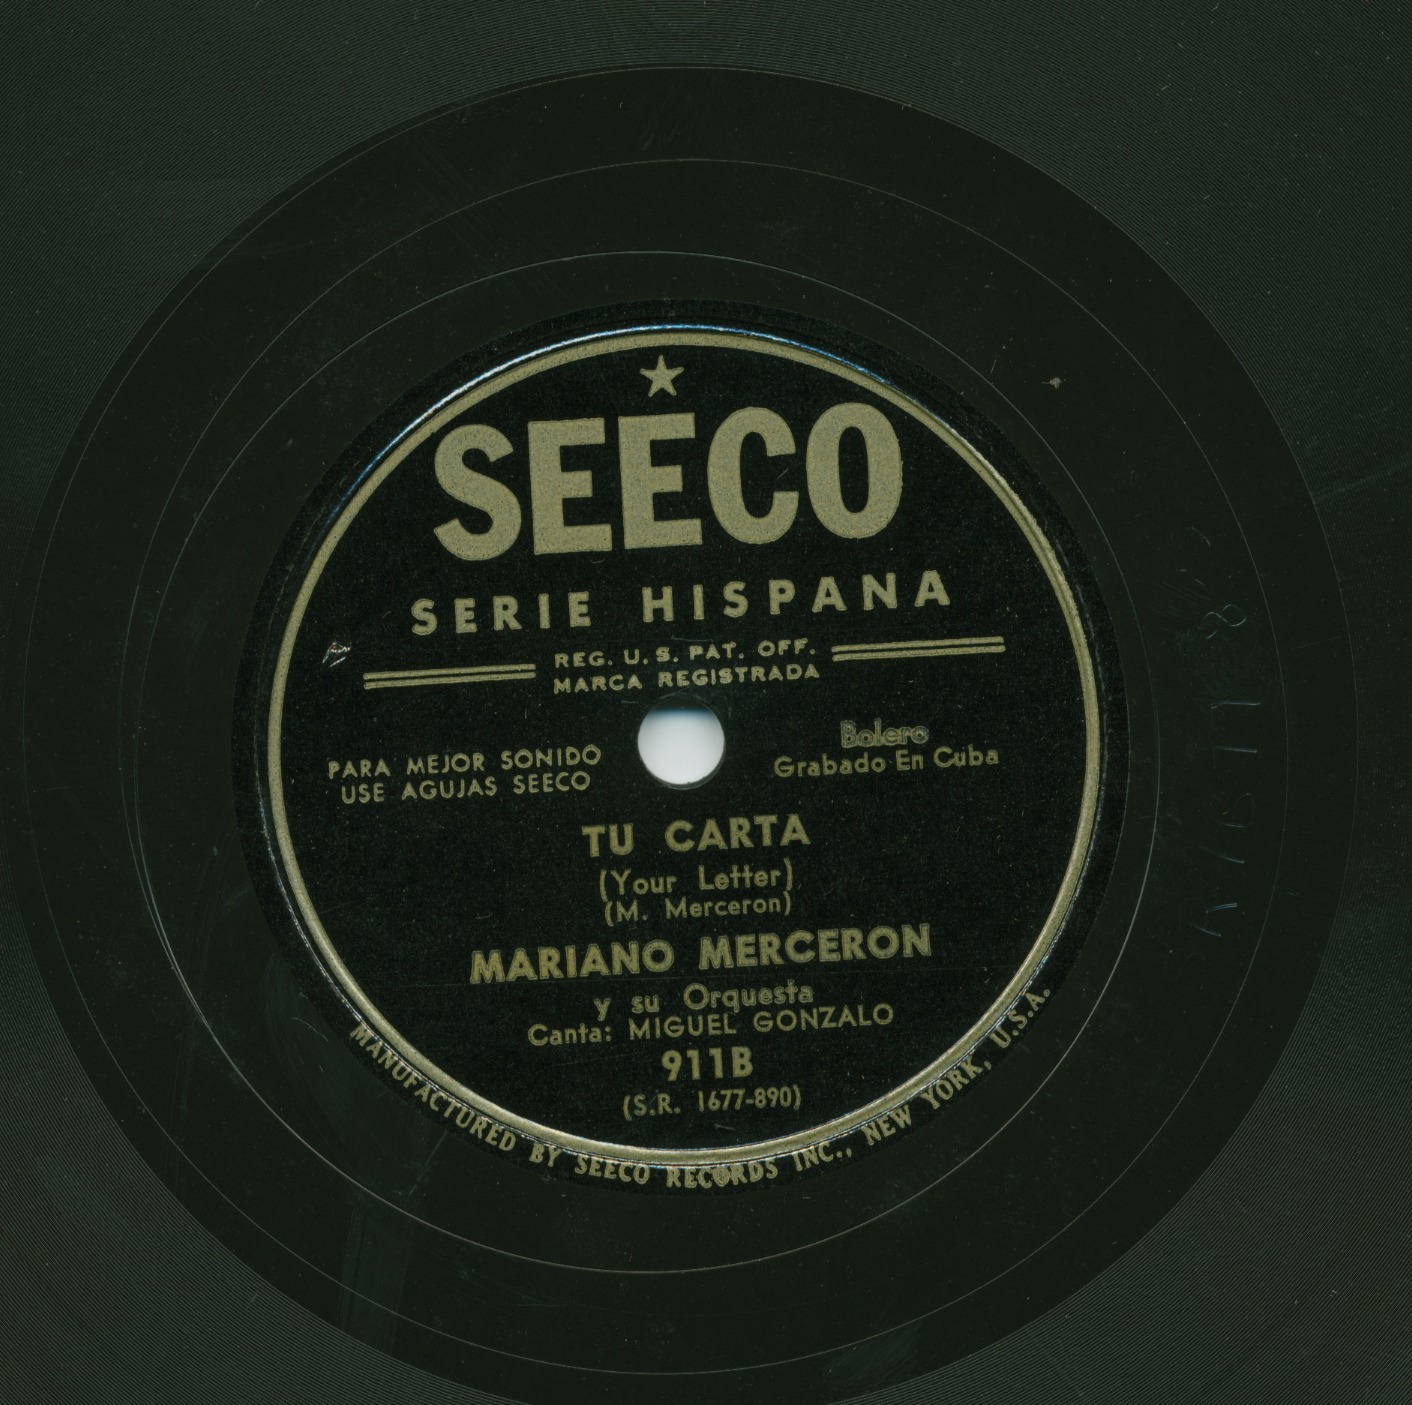 SEECO
SERIE HISPANA
REG. U. S. PAT. OFF.
MARCA REGISTRADA
PARA MEJOR SONIDO
USE AGUJAS SEECO
Bolero
Grabado En Cuba
TU CARTA
(Your Letter)
(M. Merceron)
MARIANO MERCERON
y su Orquesta
Canta: MIGUEL GONZALO
911B
(S.R. 1677-890)
MANUFACTURED BY SEECO RECORDS INC., NEW YORK, U.S.A.